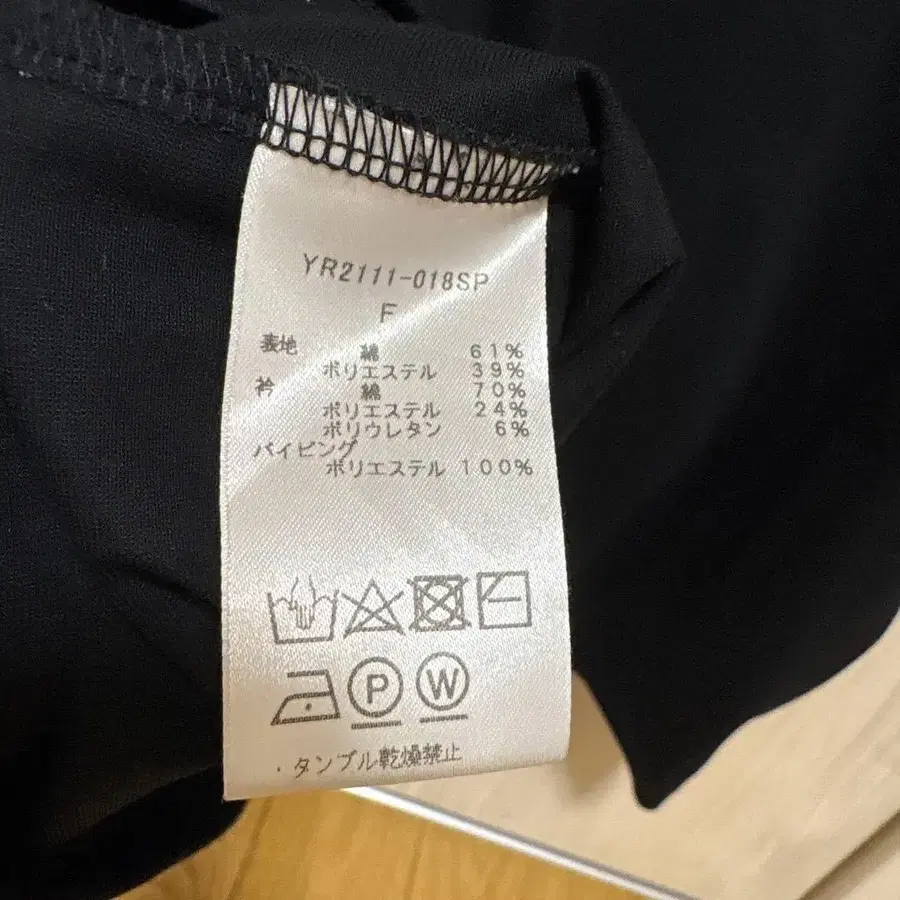 YR2111-018SP
F
表地 綿 61%
ポリエステル 39%
衿 綿 70%
ポリエステル 24%
ポリウレタン 6%
パイピング
ポリエステル 100%
P W
・タンブル乾燥禁止